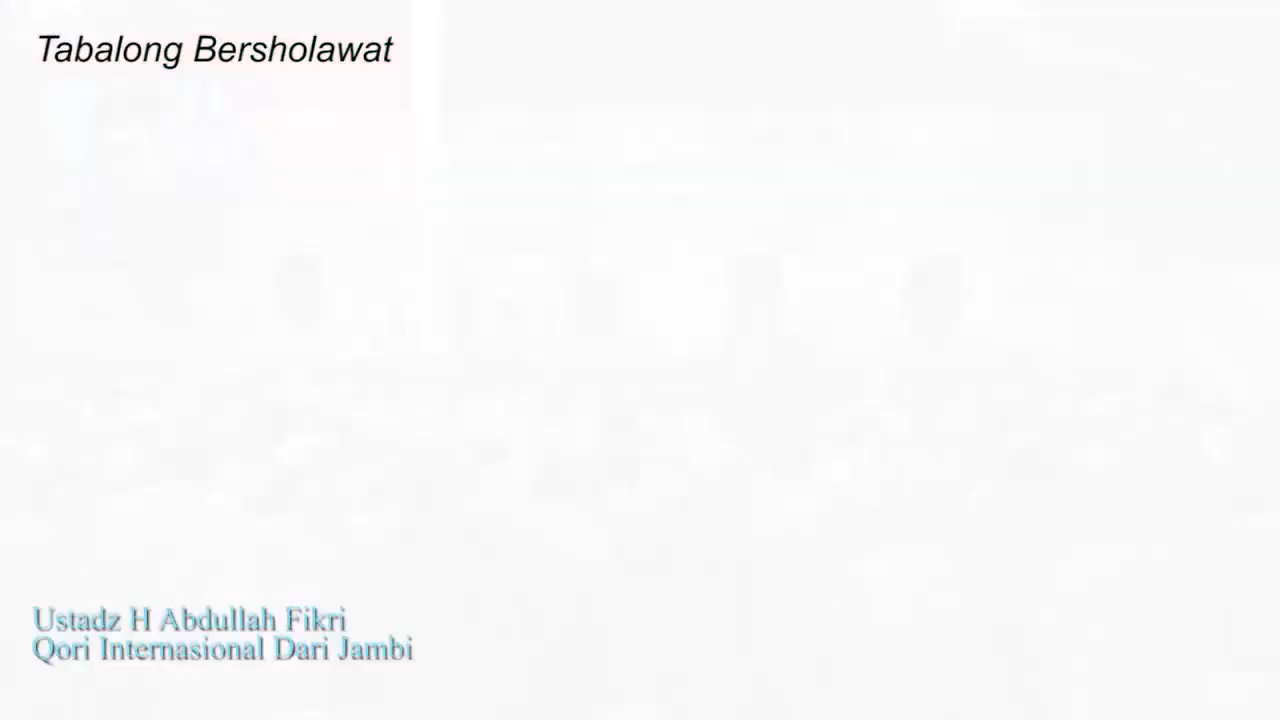 Tabalong Bersholawat
Ustadz H Abdullah Fikri
Qori Internasional Dari Jambi